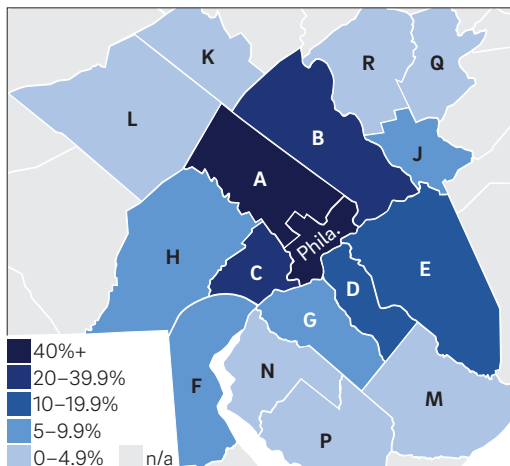 K
R
Q
L
B
J
A
Phila.
H
C
D
E
G
F
N
M
P
40%+
20–39.9%
10–19.9%
5–9.9%
0–4.9%
n/a